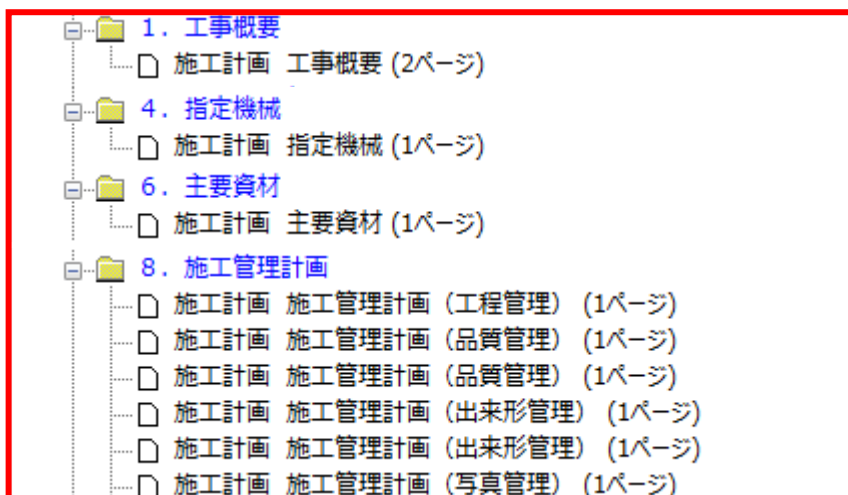 1. 工事概要
施工計画 工事概要 (2ページ)
4. 指定機械
施工計画 指定機械 (1ページ)
6. 主要資材
施工計画 主要資材 (1ページ)
8. 施工管理計画
施工計画 施工管理計画（工程管理） (1ページ)
施工計画 施工管理計画（品質管理） (1ページ)
施工計画 施工管理計画（品質管理） (1ページ)
施工計画 施工管理計画（出来形管理） (1ページ)
施工計画 施工管理計画（出来形管理） (1ページ)
施工計画 施工管理計画（写真管理） (1ページ)